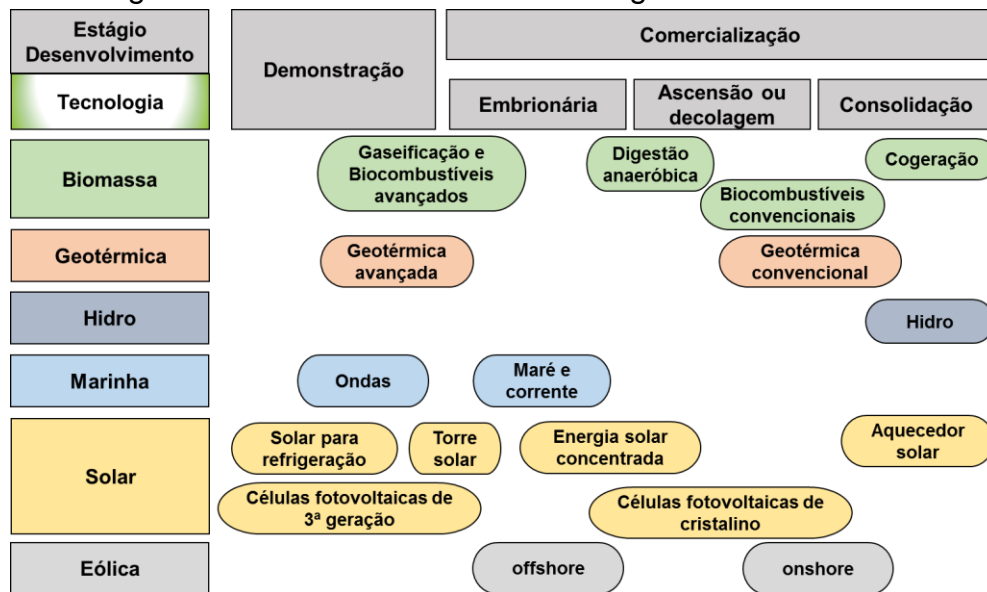 Estágio
Desenvolvimento
Demonstração
Comercialização
Tecnologia
Embrionária
Ascensão ou
decolagem
Consolidação
Biomassa
Gaseificação e
Biocombustíveis
avançados
Digestão
anaeróbica
Cogeração
Biocombustíveis
convencionais
Geotérmica
Geotérmica
avançada
Geotérmica
convencional
Hidro
Hidro
Marinha
Ondas
Maré e
corrente
Solar
Solar para
refrigeração
Torre
solar
Energia solar
concentrada
Aquecedor
solar
Células fotovoltaicas de
3ª geração
Células fotovoltaicas de
cristalino
Eólica
offshore
onshore